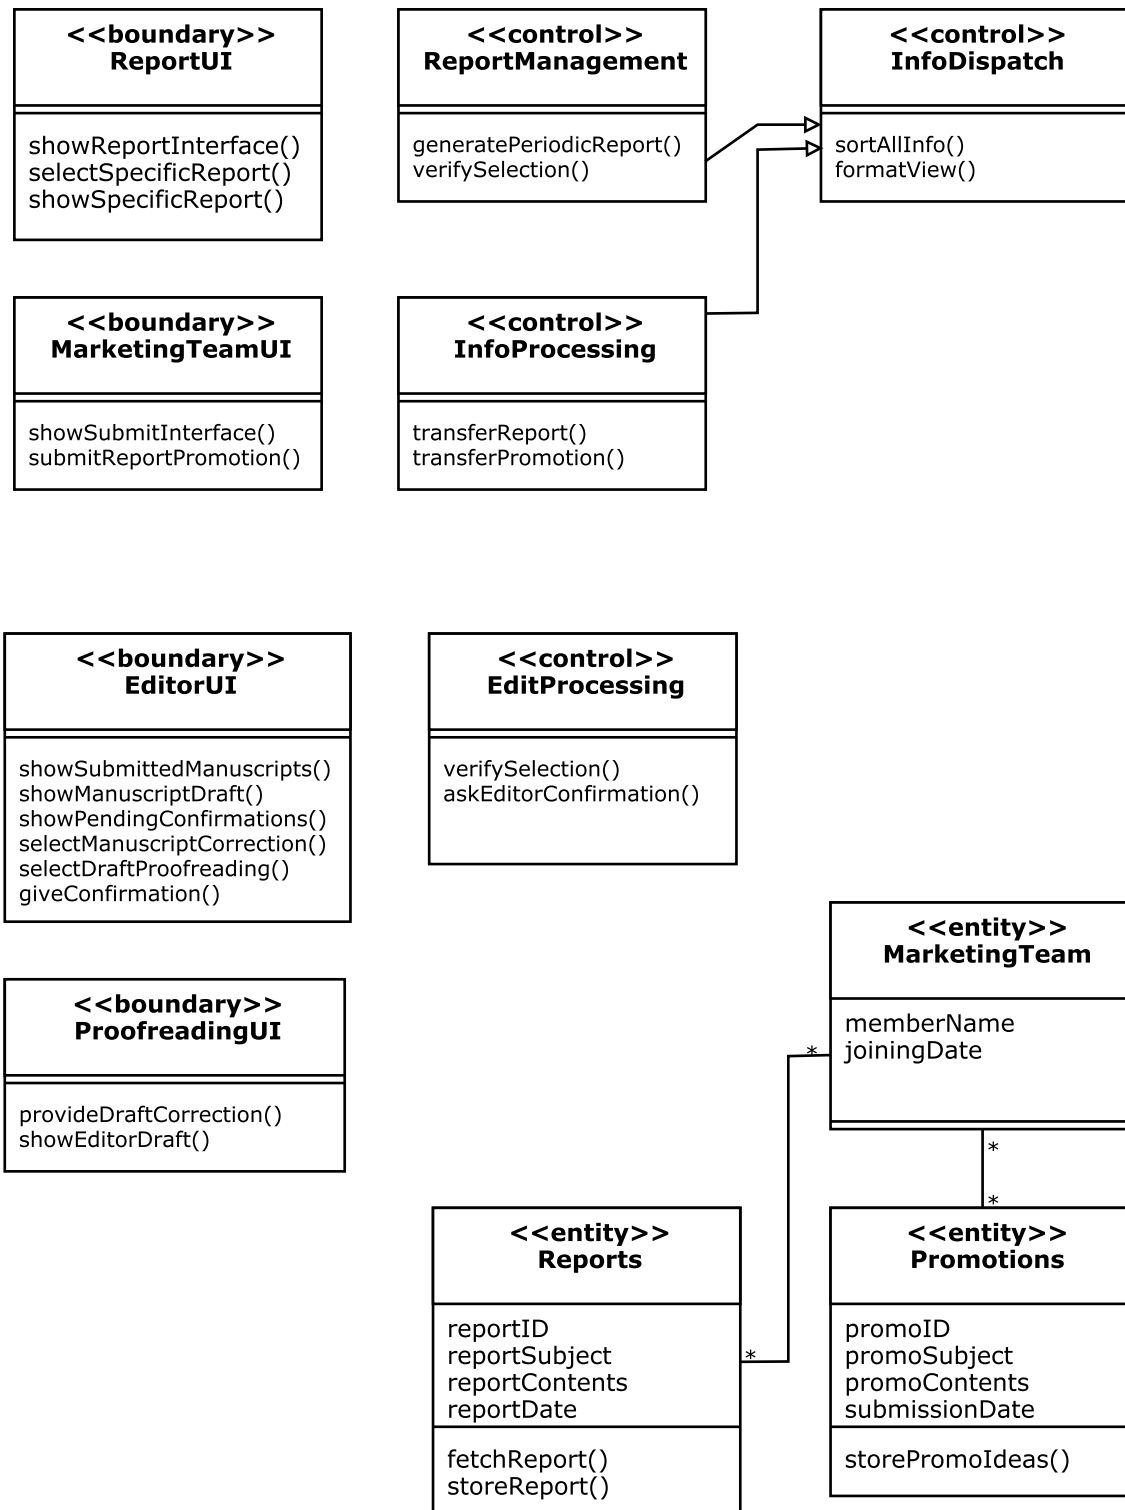 <<boundary>>
ReportUI
showReportInterface()
selectSpecificReport()
showSpecificReport()
<<control>>
ReportManagement
generatePeriodicReport()
verifySelection()
<<control>>
InfoDispatch
sortAllInfo()
formatView()
<<boundary>>
MarketingTeamUI
showSubmitInterface()
submitReportPromotion()
<<control>>
InfoProcessing
transferReport()
transferPromotion()
<<boundary>>
EditorUI
showSubmittedManuscripts()
showManuscriptDraft()
showPendingConfirmations()
selectManuscriptCorrection()
selectDraftProofreading()
giveConfirmation()
<<control>>
EditProcessing
verifySelection()
askEditorConfirmation()
<<entity>>
MarketingTeam
memberName
joiningDate
*
*
*
<<boundary>>
ProofreadingUI
provideDraftCorrection()
showEditorDraft()
<<entity>>
Reports
reportID
reportSubject
reportContents
reportDate
fetchReport()
storeReport()
*
<<entity>>
Promotions
promoID
promoSubject
promoContents
submissionDate
storePromoIdeas()